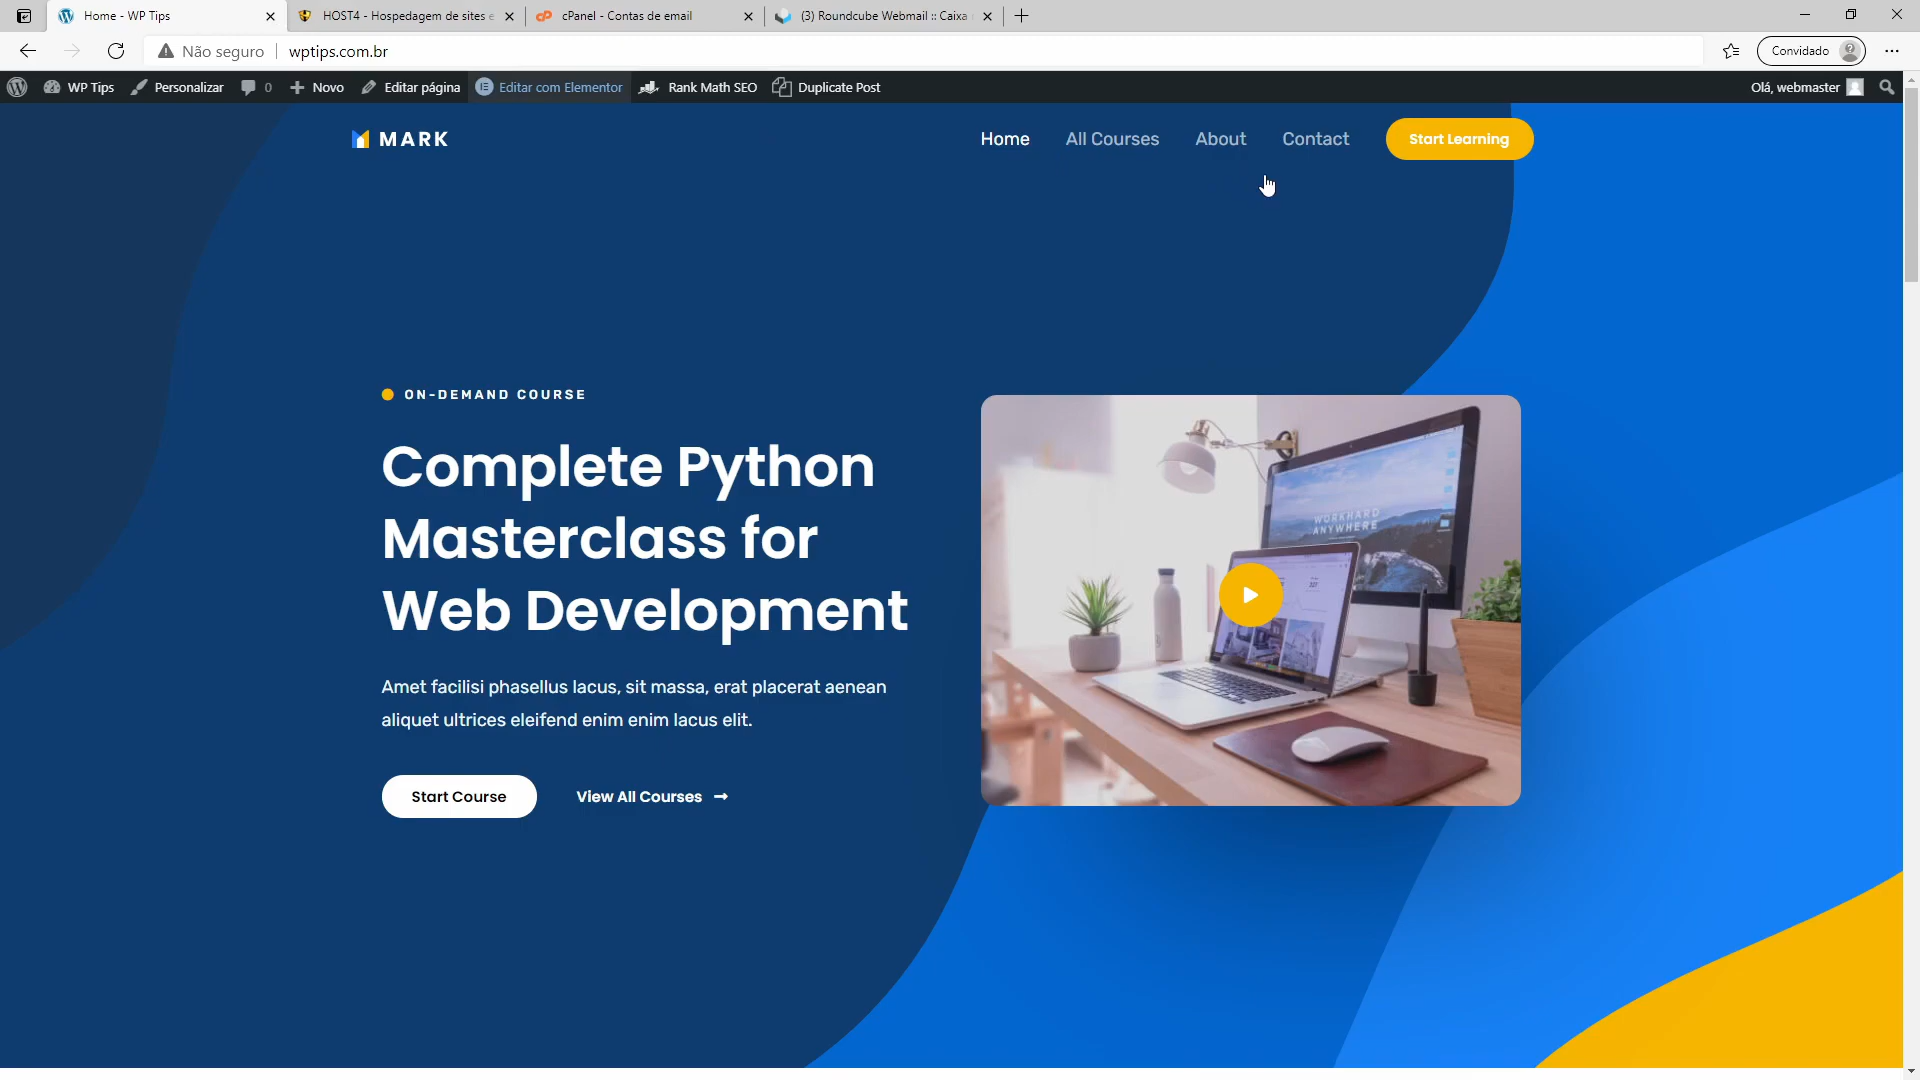 Home - WP Tips
HOST4 - Hospedagem de sites e
cPanel - Contas de email
(3) Roundcube Webmail :: Caixa
Não seguro
wptips.com.br
Convidado
WP Tips
Personalizar
0
Novo
Editar página
Editar com Elementor
Rank Math SEO
Duplicate Post
Olá, webmaster
MARK
Home
All Courses
About
Contact
Start Learning
ON-DEMAND COURSE
Complete Python
Masterclass for
Web Development
Amet facilisi phasellus lacus, sit massa, erat placerat aenean
aliquet ultrices eleifend enim enim lacus elit.
Start Course
View All Courses →
WORKHARD
ANYWHERE